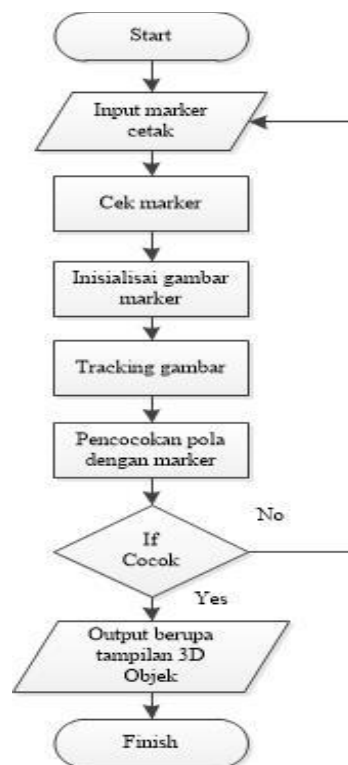 Start
Input marker
cetak
Cek marker
Inisialisai gambar
marker
Tracking gambar
Pencocokan pola
dengan marker
If
Cocok
No
Yes
Output berupa
tampilan 3D
Objek
Finish